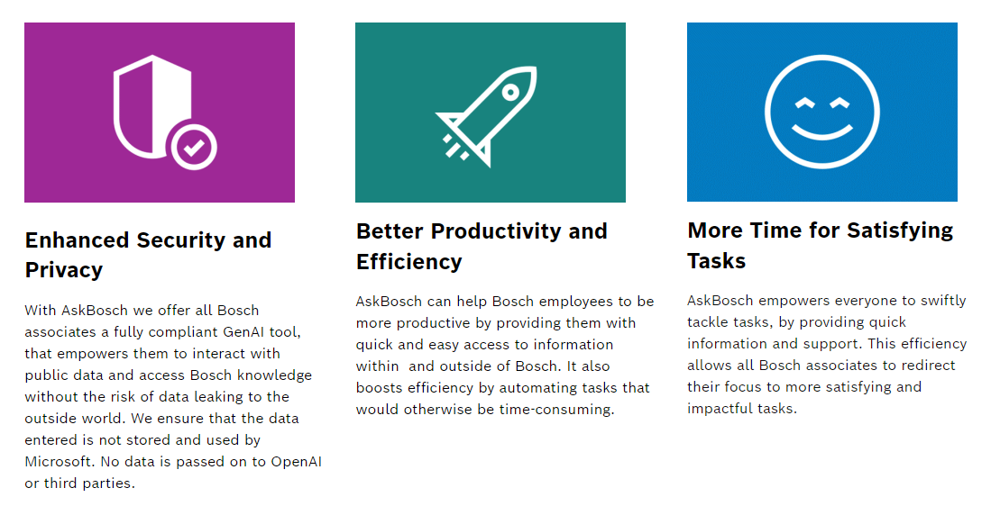 Enhanced Security and
Privacy
With AskBosch we offer all Bosch
associates a fully compliant GenAI tool,
that empowers them to interact with
public data and access Bosch knowledge
without the risk of data leaking to the
outside world. We ensure that the data
entered is not stored and used by
Microsoft. No data is passed on to OpenAI
or third parties.
Better Productivity and
Efficiency
AskBosch can help Bosch employees to be
more productive by providing them with
quick and easy access to information
within  and outside of Bosch. It also
boosts efficiency by automating tasks that
would otherwise be time-consuming.
More Time for Satisfying
Tasks
AskBosch empowers everyone to swiftly
tackle tasks, by providing quick
information and support. This efficiency
allows all Bosch associates to redirect
their focus to more satisfying and
impactful tasks.